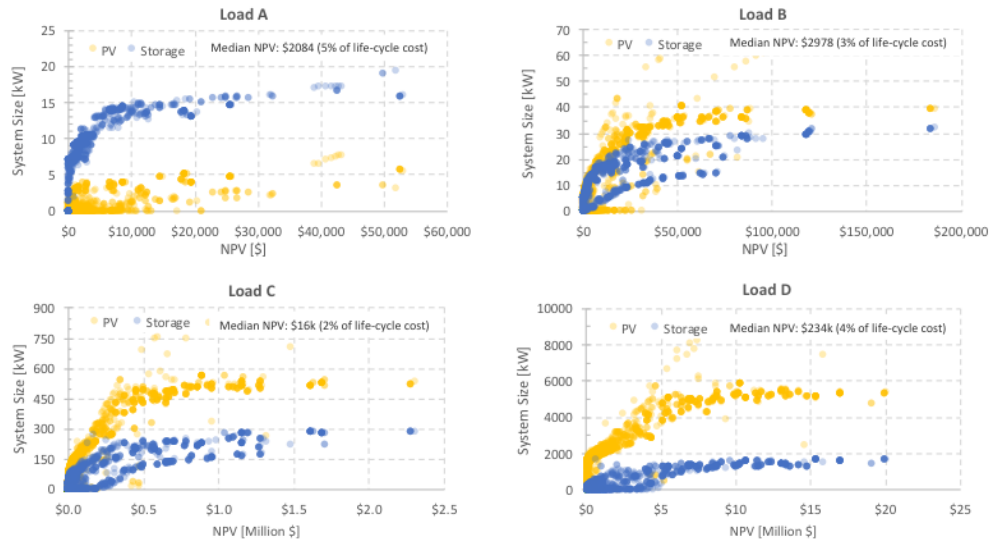 Load A
25
20
15
10
5
0
System Size [kW]
PV Storage Median NPV: $2084 (5% of life-cycle cost)
$0 $10,000 $20,000 $30,000 $40,000 $50,000 $60,000
NPV [$]
Load B
70
60
50
40
30
20
10
0
System Size [kW]
PV Storage Median NPV: $2978 (3% of life-cycle cost)
$0 $50,000 $100,000 $150,000 $200,000
NPV [$]
Load C
900
750
600
450
300
150
0
System Size [kW]
PV Storage Median NPV: $16k (2% of life-cycle cost)
$0.0 $0.5 $1.0 $1.5 $2.0 $2.5
NPV [Million $]
Load D
10000
8000
6000
4000
2000
0
System Size [kW]
PV Storage Median NPV: $234k (4% of life-cycle cost)
$0 $5 $10 $15 $20 $25
NPV [Million $]